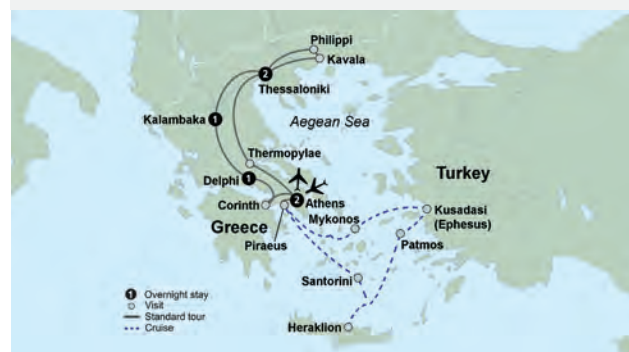 Philippi
Kavala
2
Thessaloniki
Kalambaka
1
Aegean Sea
Thermopylae
Turkey
Delphi
1
Corinth
2
Athens
Mykonos
Kusadasi
(Ephesus)
Greece
Piraeus
Patmos
Santorini
Heraklion
1 Overnight stay
Visit
Standard tour
Cruise